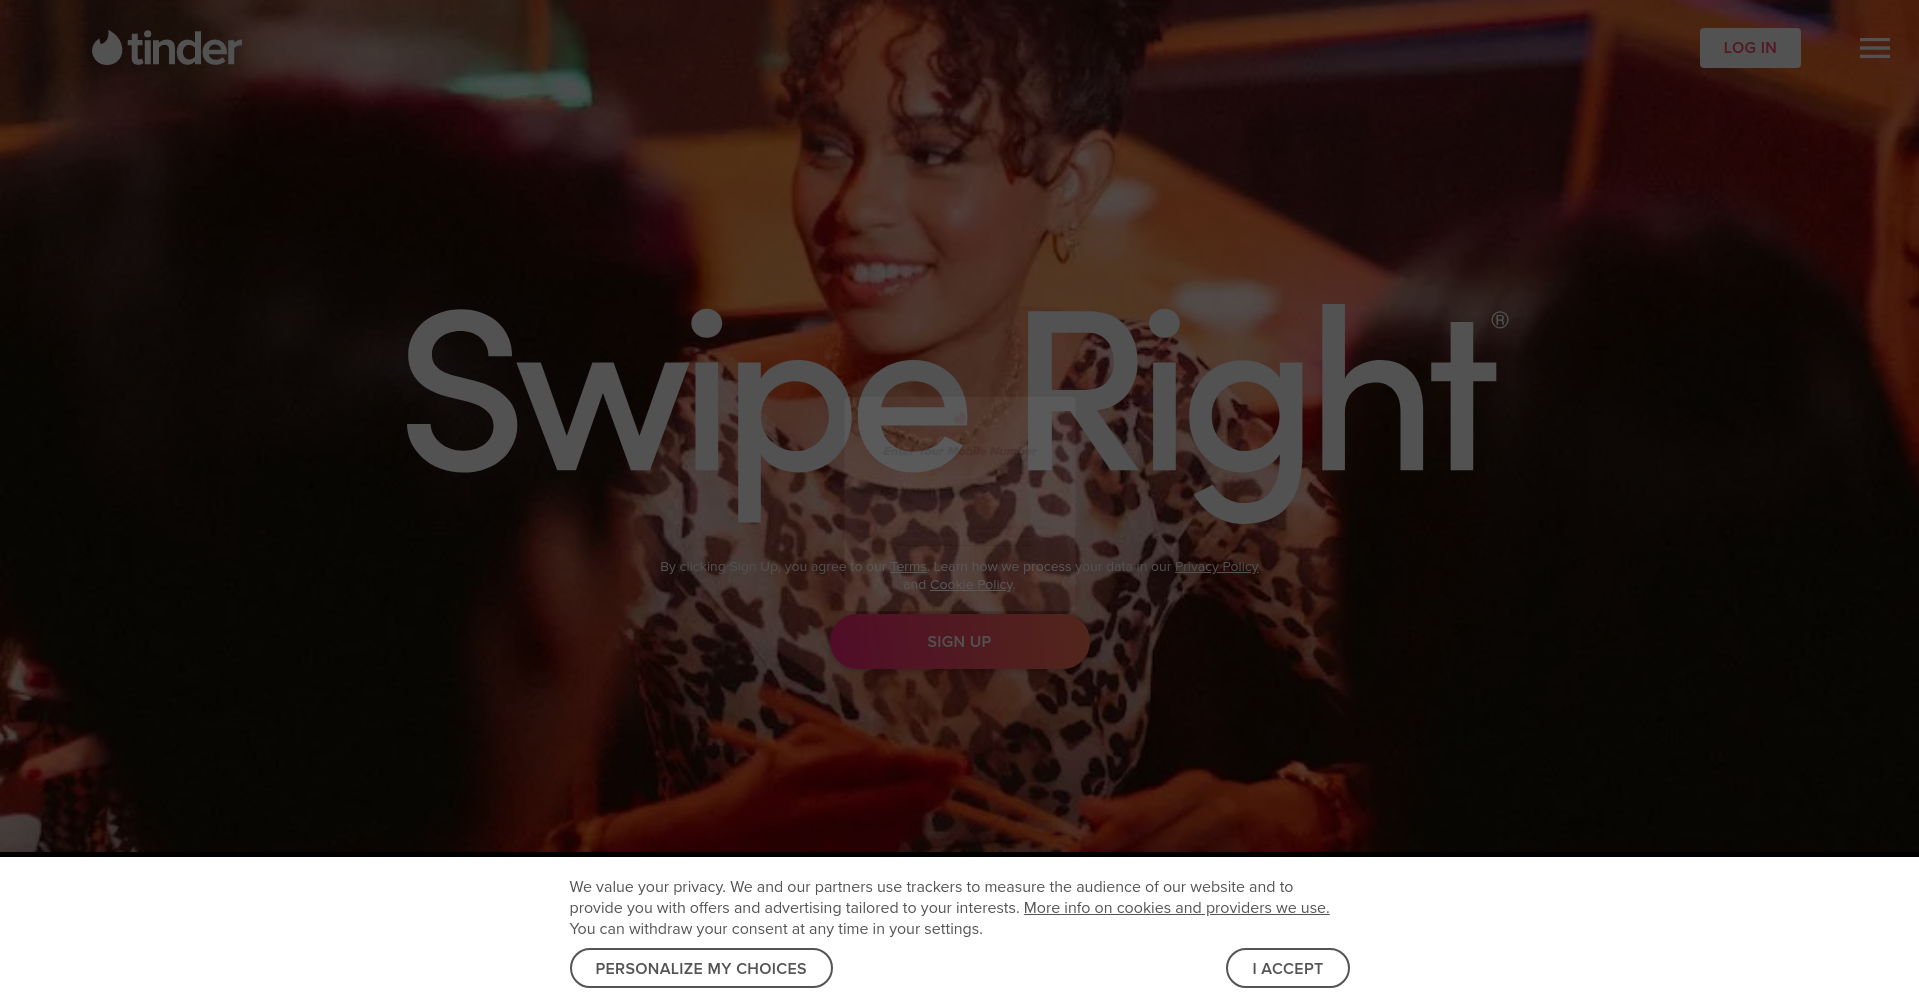 tinder
LOG IN
Swipe Right®
Enter Your Mobile Number
By clicking Sign Up, you agree to our Terms. Learn how we process your data in our Privacy Policy
and Cookie Policy.
SIGN UP
We value your privacy. We and our partners use trackers to measure the audience of our website and to
provide you with offers and advertising tailored to your interests. More info on cookies and providers we use.
You can withdraw your consent at any time in your settings.
PERSONALIZE MY CHOICES
I ACCEPT